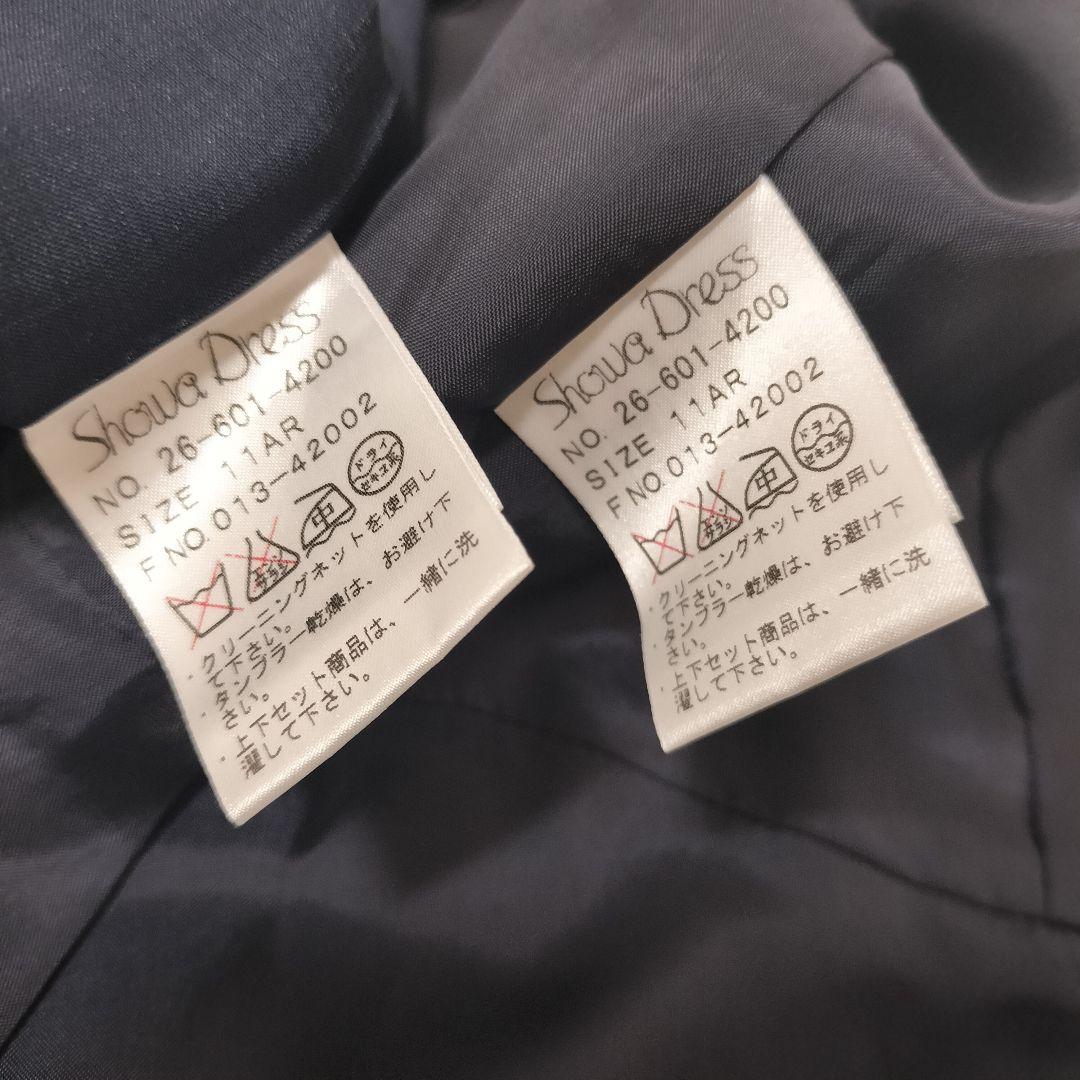 Showa Dress
NO. 26-601-4200
SIZE 11AR
F NO. 013-42002
サラシ
中
ドライ
セキユ系
・クリーニングネットを使用し
て下さい。
・タンブラー乾燥は、お避け下
さい。
・上下セット商品は、一緒に洗
濯して下さい。
Showa Dress
NO. 26-601-4200
SIZE 11AR
F NO. 013-42002
サラシ
中
ドライ
セキユ系
・クリーニングネットを使用し
て下さい。
・タンブラー乾燥は、お避け下
さい。
・上下セット商品は、一緒に洗
濯して下さい。